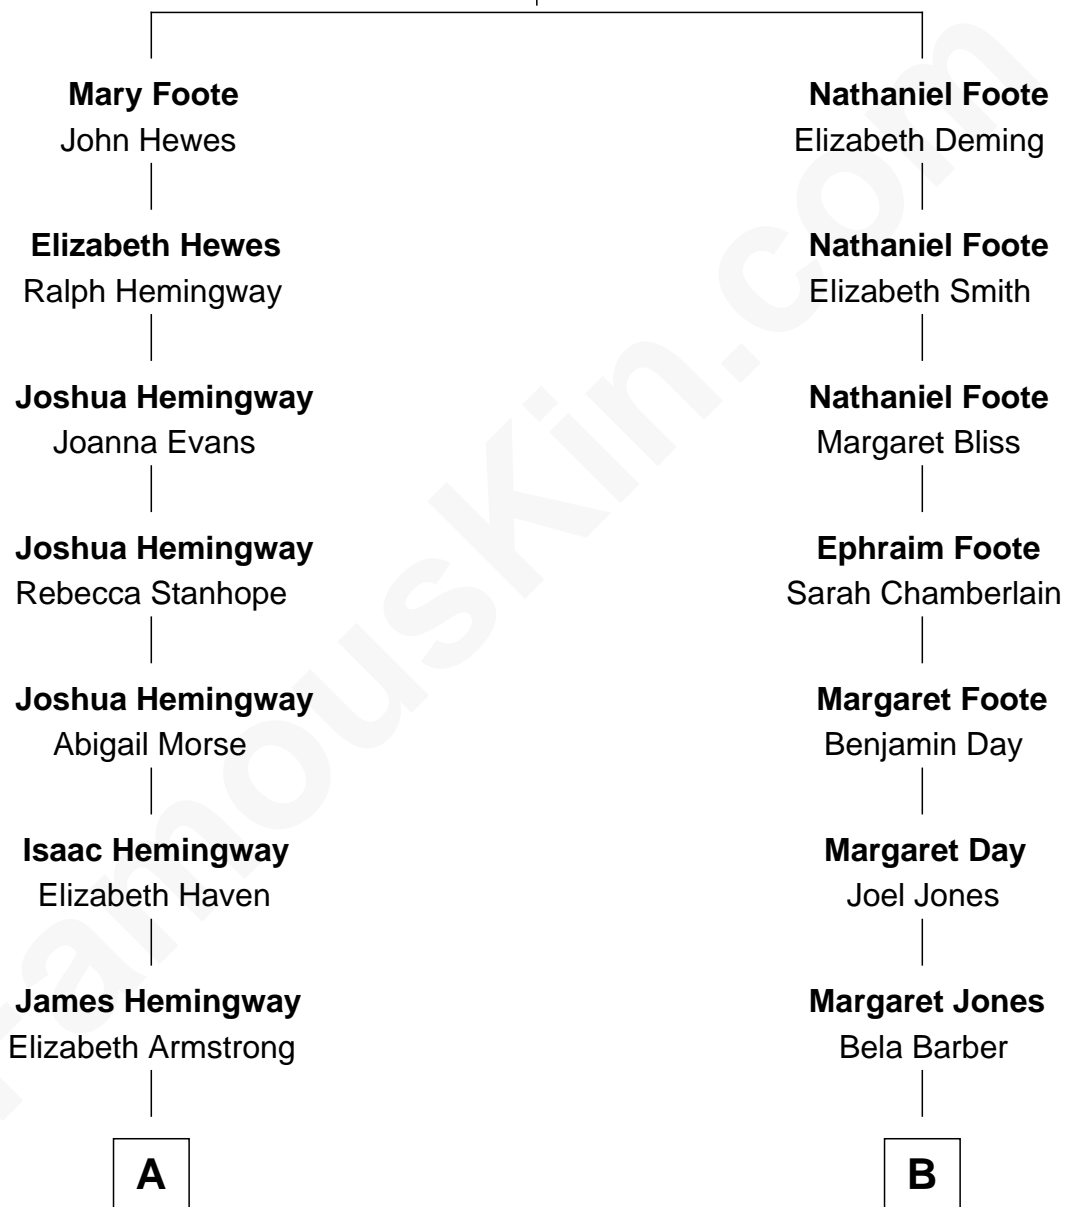 Mary Foote
John Hewes
Elizabeth Hewes
Ralph Hemingway
Joshua Hemingway
Joanna Evans
Joshua Hemingway
Rebecca Stanhope
Joshua Hemingway
Abigail Morse
Isaac Hemingway
Elizabeth Haven
James Hemingway
Elizabeth Armstrong
A
Nathaniel Foote
Elizabeth Deming
Nathaniel Foote
Elizabeth Smith
Nathaniel Foote
Margaret Bliss
Ephraim Foote
Sarah Chamberlain
Margaret Foote
Benjamin Day
Margaret Day
Joel Jones
Margaret Jones
Bela Barber
B
FamousKin.com